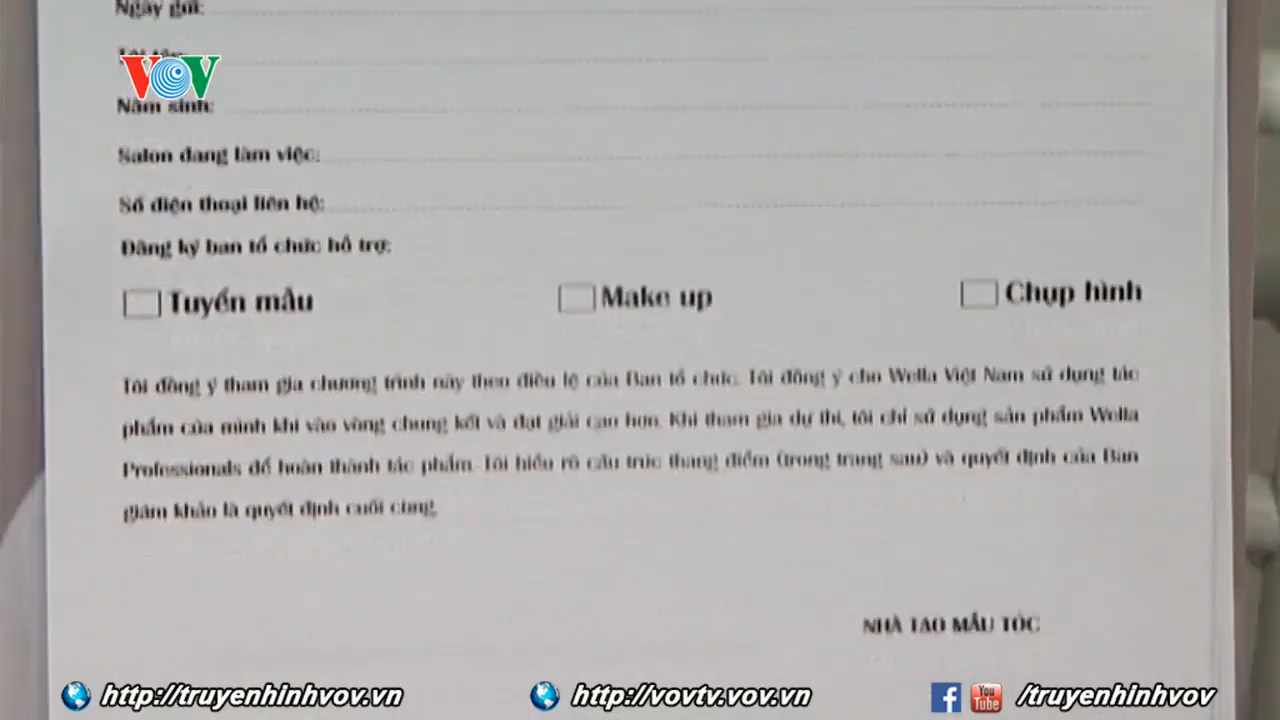 Ngày gửi:
Tôi tên:
VOV
Năm sinh:
Salon đang làm việc:
Số điện thoại liên hệ:
Đăng ký ban tổ chức hỗ trợ:
Tuyển mẫu Make up Chụp hình
Tôi đồng ý tham gia chương trình này theo điều lệ của Ban tổ chức. Tôi đồng ý cho Wella Việt Nam sử dụng tác
phẩm của mình khi vào vòng chung kết và đạt giải cao hơn. Khi tham gia dự thi, tôi chỉ sử dụng sản phẩm Wella
Professionals để hoàn thành tác phẩm. Tôi hiểu rõ cấu trúc thang điểm (trong trang sau) và quyết định của Ban
giám khảo là quyết định cuối cùng.
NHÀ TẠO MẪU TÓC
http://truyenhinhvov.vn http://vovtv.vov.vn f You Tube /truyenhinhvov